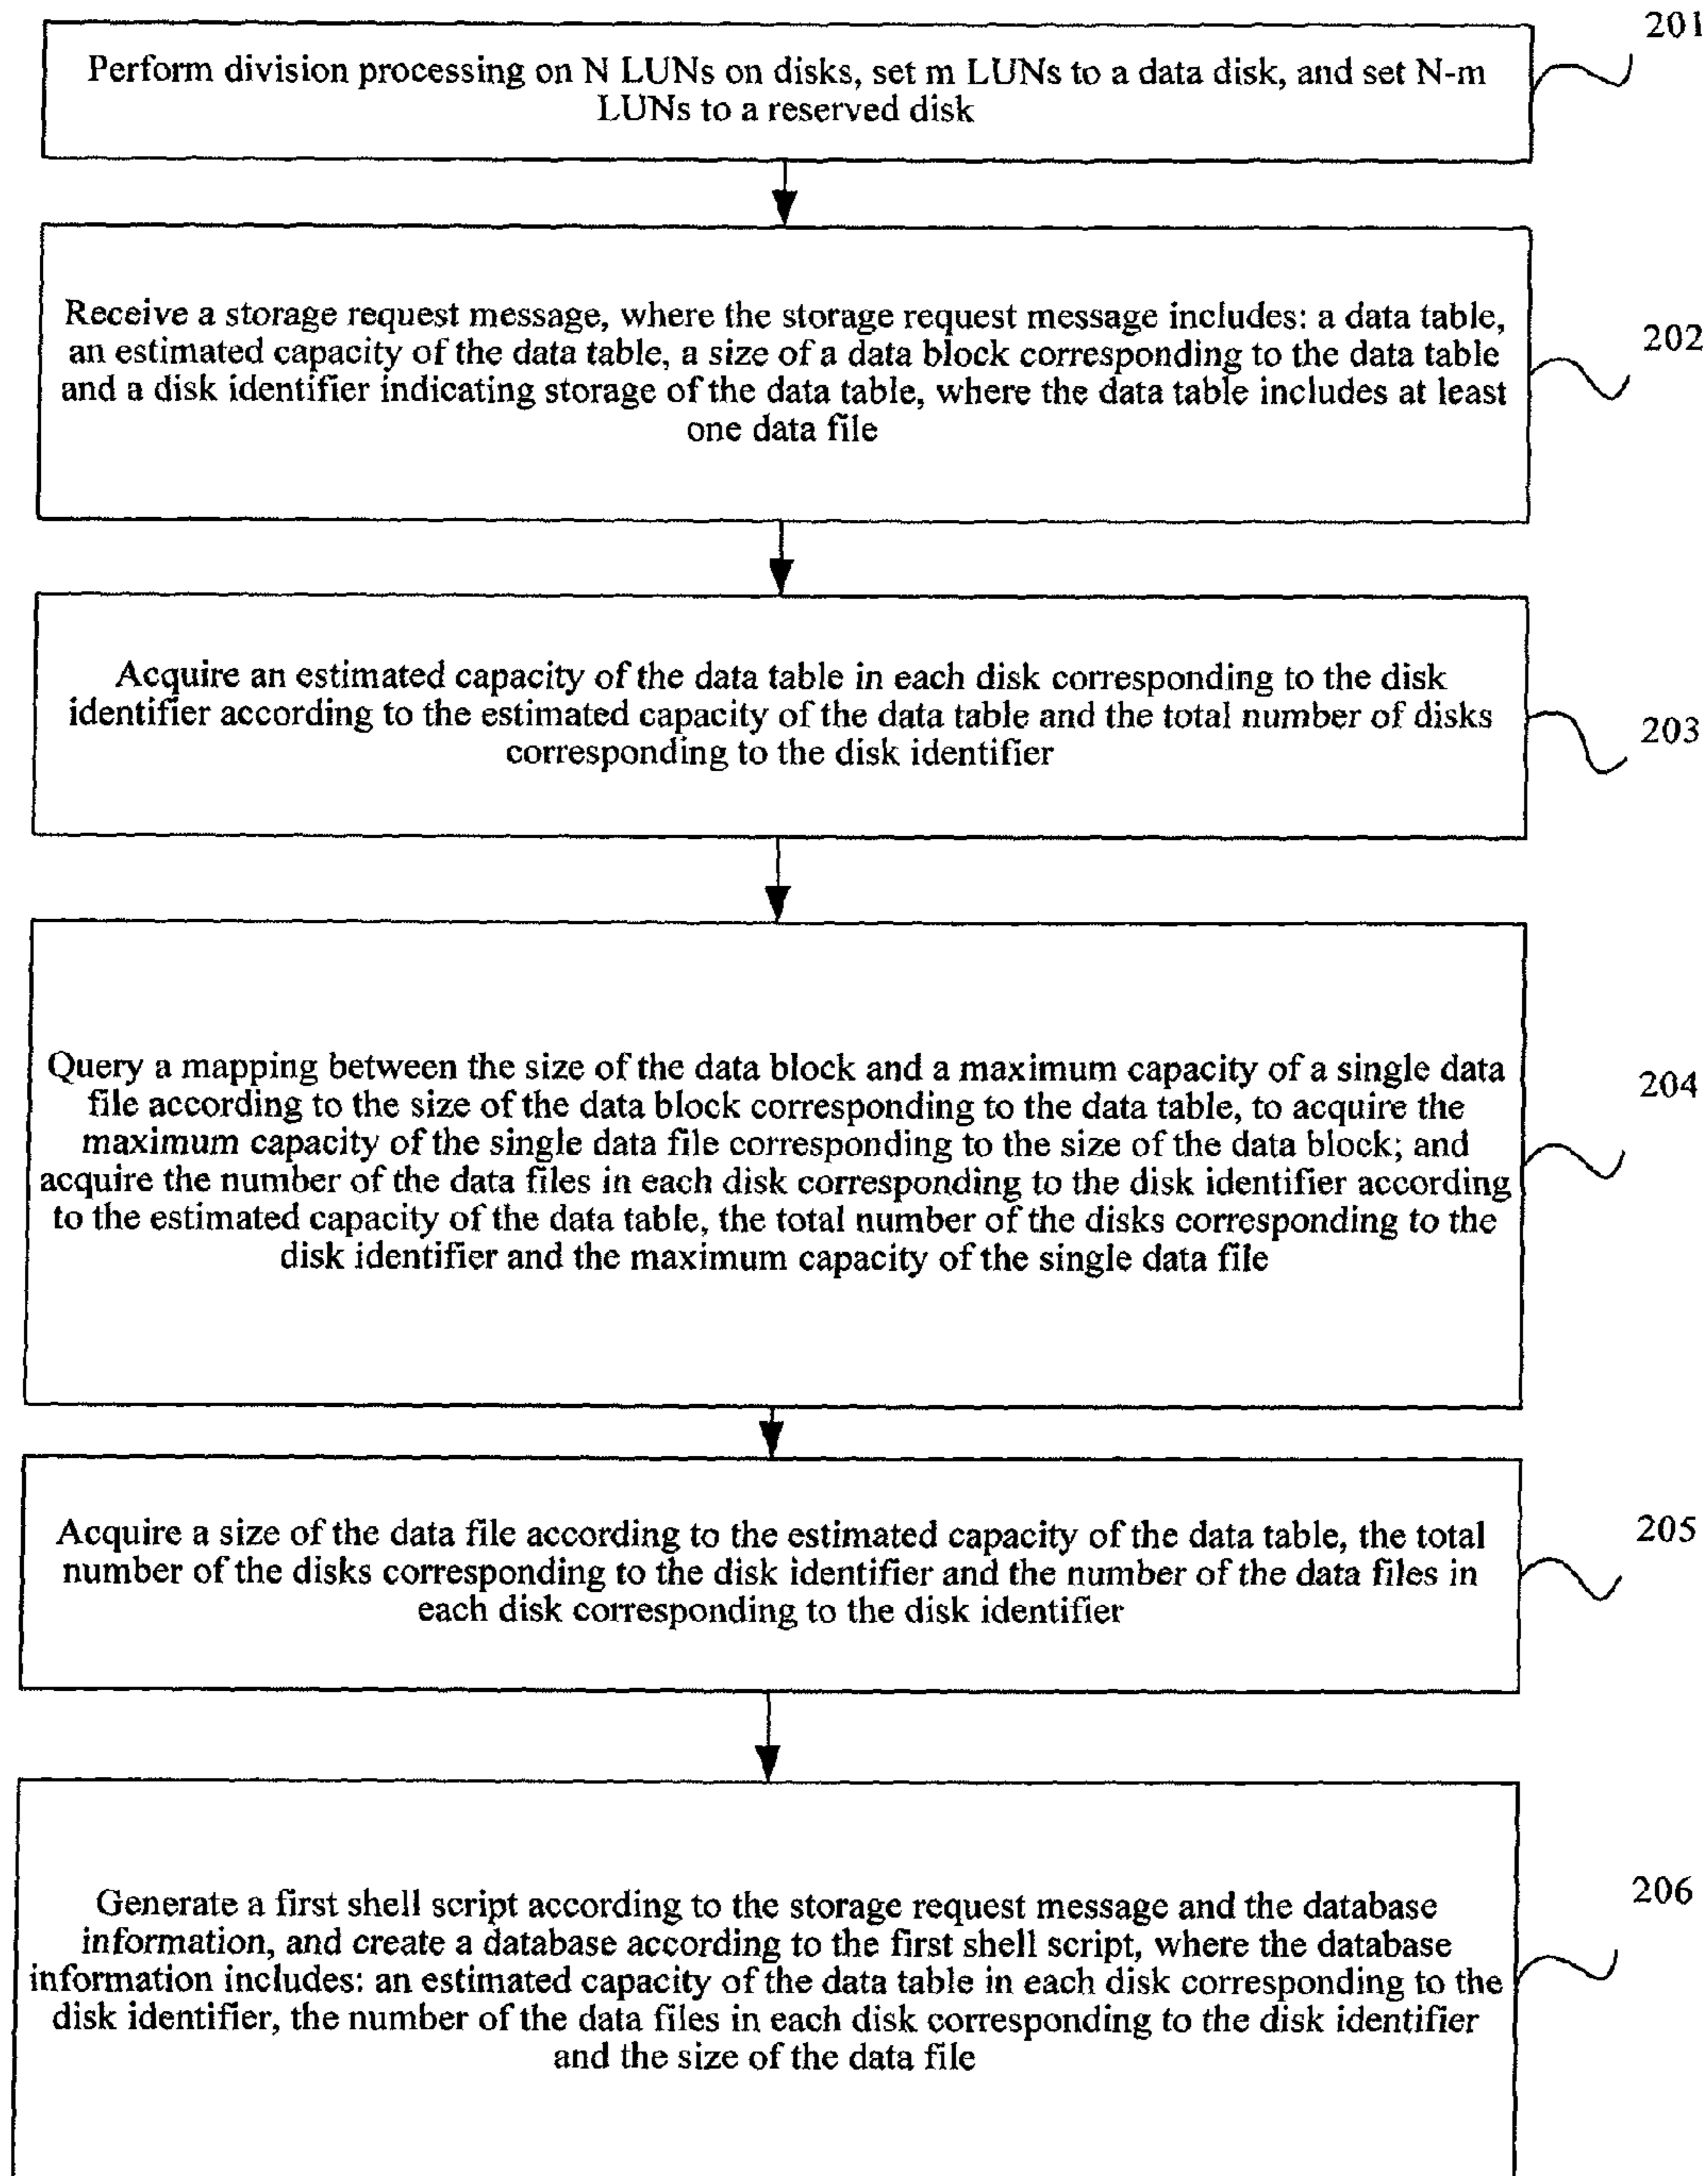 201
Perform division processing on N LUNs on disks, set m LUNs to a data disk, and set N-m
LUNs to a reserved disk
Receive a storage request message, where the storage request message includes: a data table,
an estimated capacity of the data table, a size of a data block corresponding to the data table
and a disk identifier indicating storage of the data table, where the data table includes at least
one data file
202
Acquire an estimated capacity of the data table in each disk corresponding to the disk
identifier according to the estimated capacity of the data table and the total number of disks
corresponding to the disk identifier
203
Query a mapping between the size of the data block and a maximum capacity of a single data
file according to the size of the data block corresponding to the data table, to acquire the
maximum capacity of the single data file corresponding to the size of the data block; and
acquire the number of the data files in each disk corresponding to the disk identifier according
to the estimated capacity of the data table, the total number of the disks corresponding to the
disk identifier and the maximum capacity of the single data file
204
Acquire a size of the data file according to the estimated capacity of the data table, the total
number of the disks corresponding to the disk identifier and the number of the data files in
each disk corresponding to the disk identifier
205
Generate a first shell script according to the storage request message and the database
information, and create a database according to the first shell script, where the database
information includes: an estimated capacity of the data table in each disk corresponding to the
disk identifier, the number of the data files in each disk corresponding to the disk identifier
and the size of the data file
206